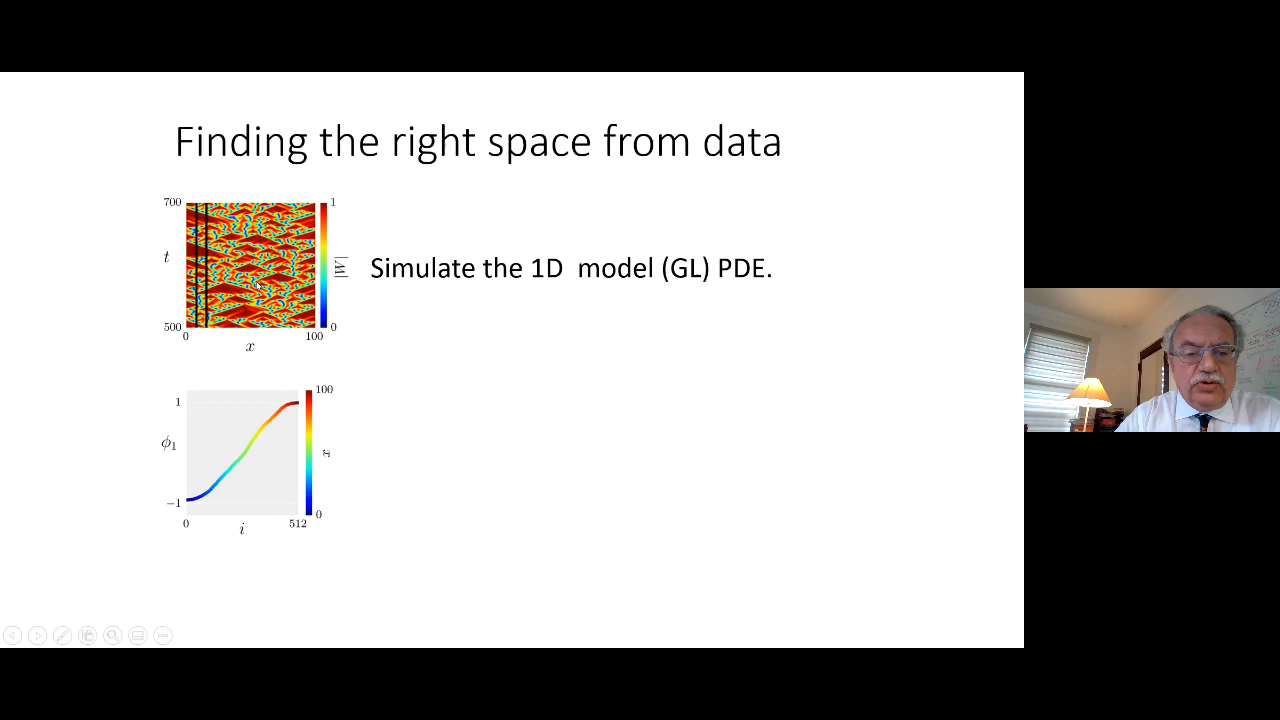 Finding the right space from data
700
t
500
0
x
100
1
|W|
0
Simulate the 1D model (GL) PDE.
1
ϕ1
−1
0
i
512
100
x
0